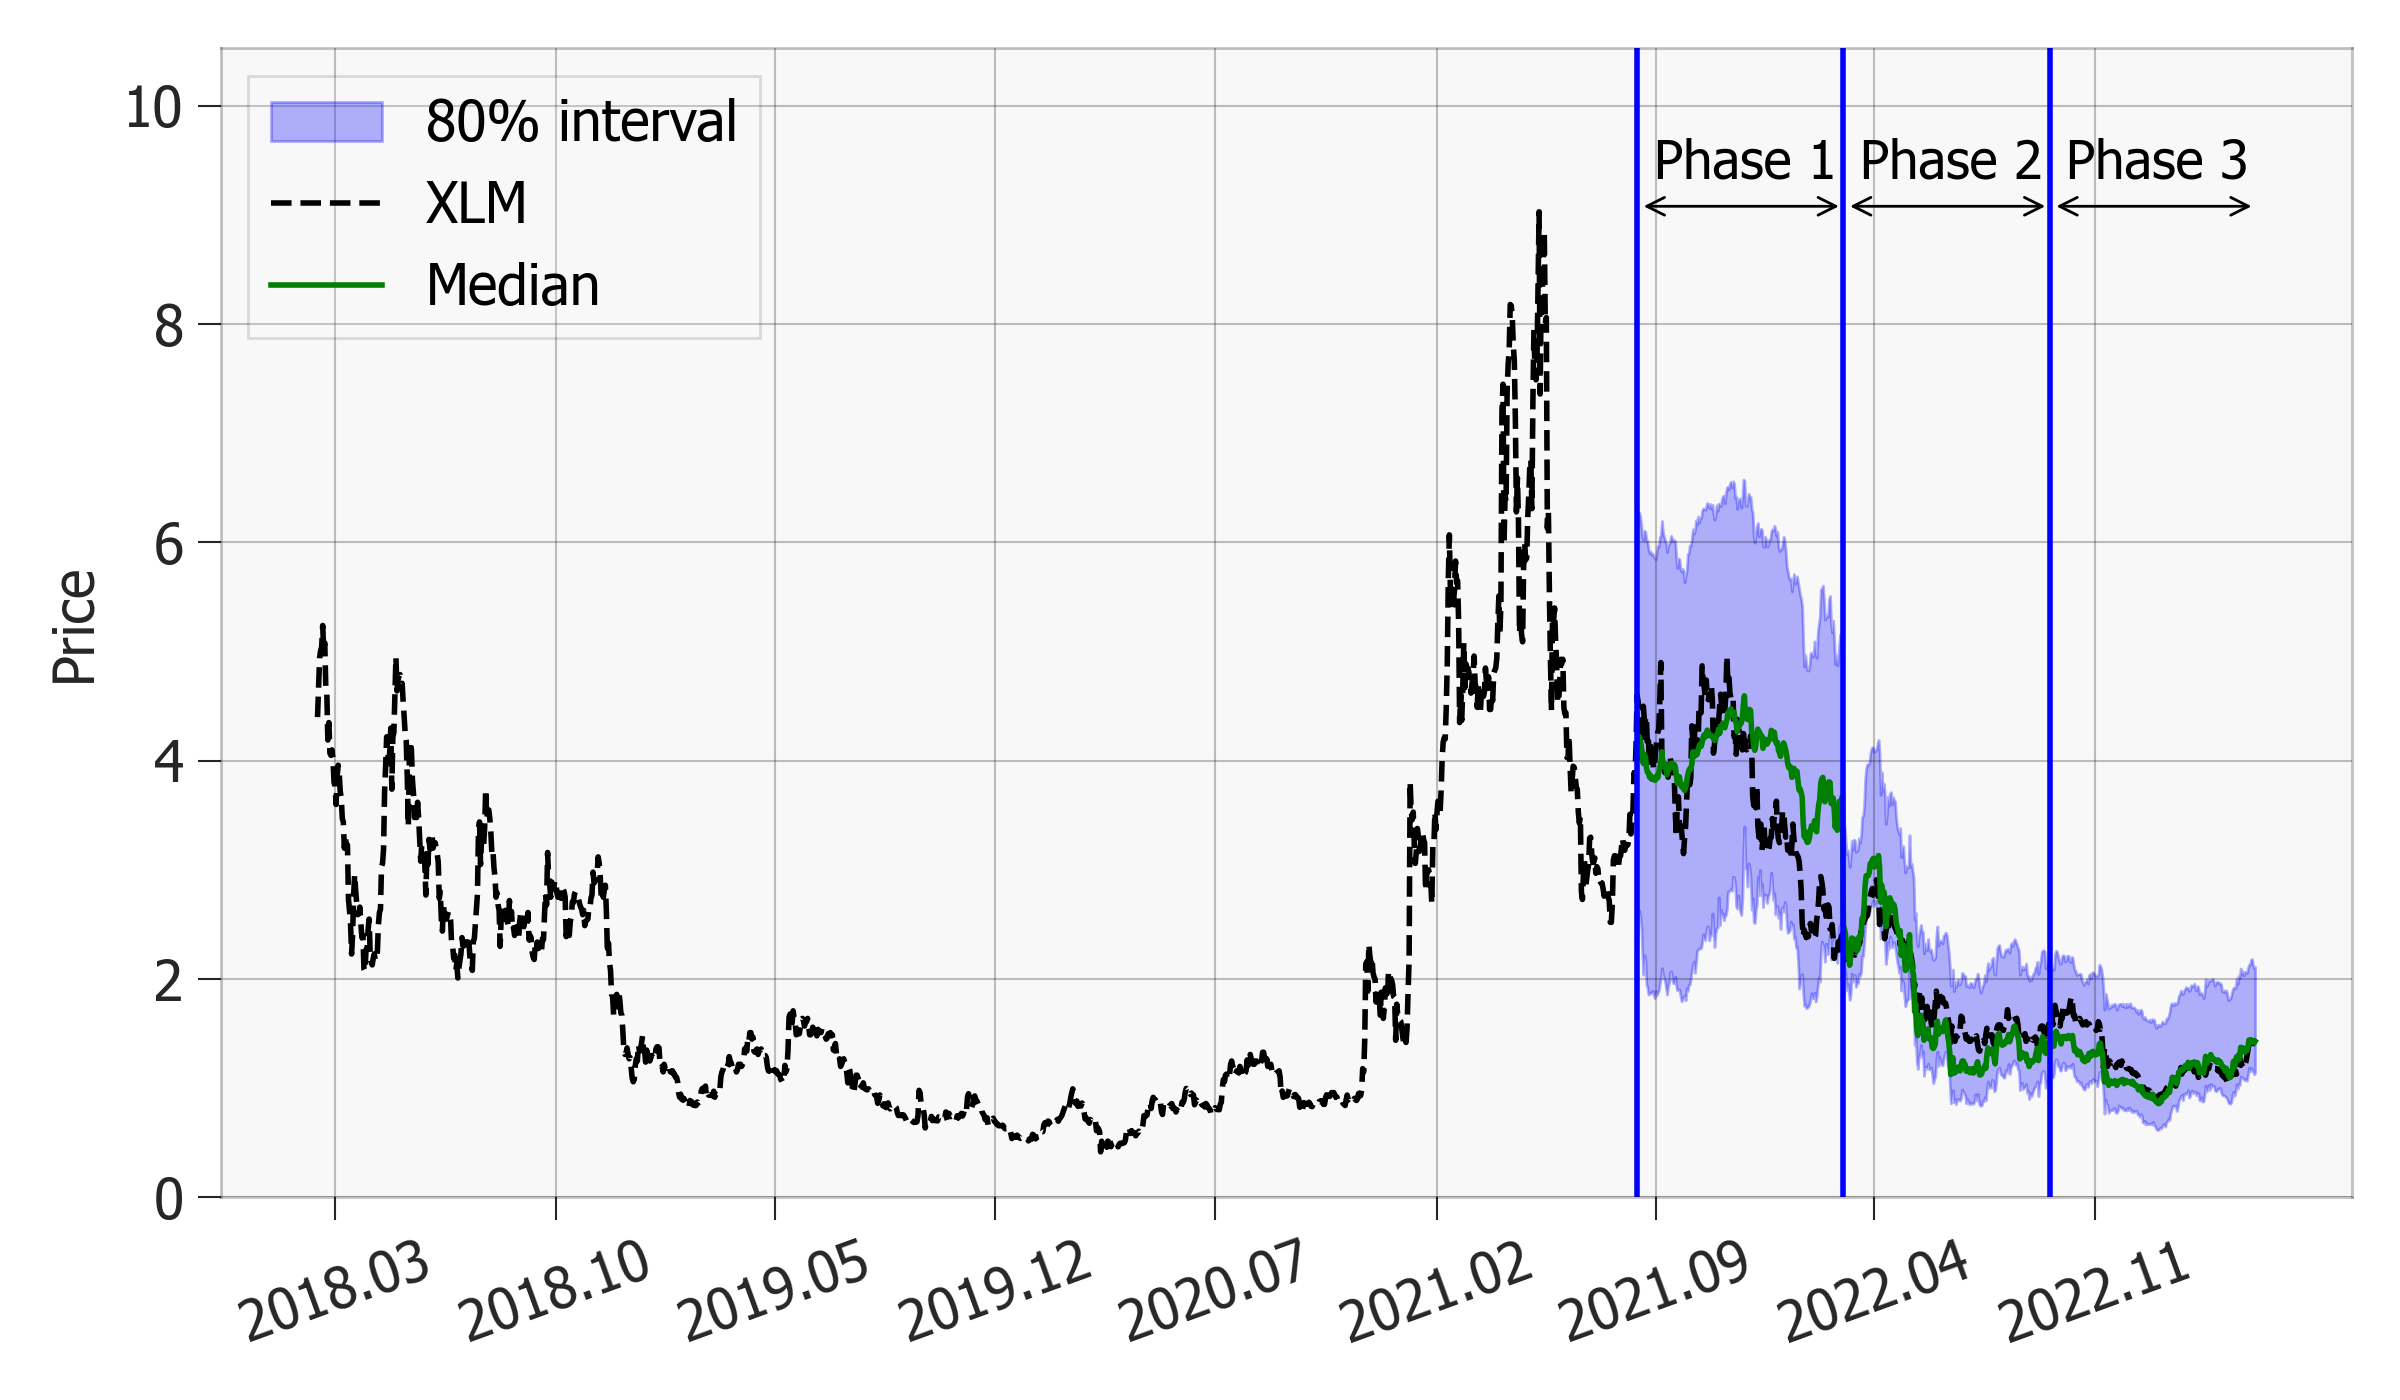 80% interval
XLM
Median
Phase 1
Phase 2
Phase 3
Price
10
8
6
4
2
0
2018.03
2018.10
2019.05
2019.12
2020.07
2021.02
2021.09
2022.04
2022.11